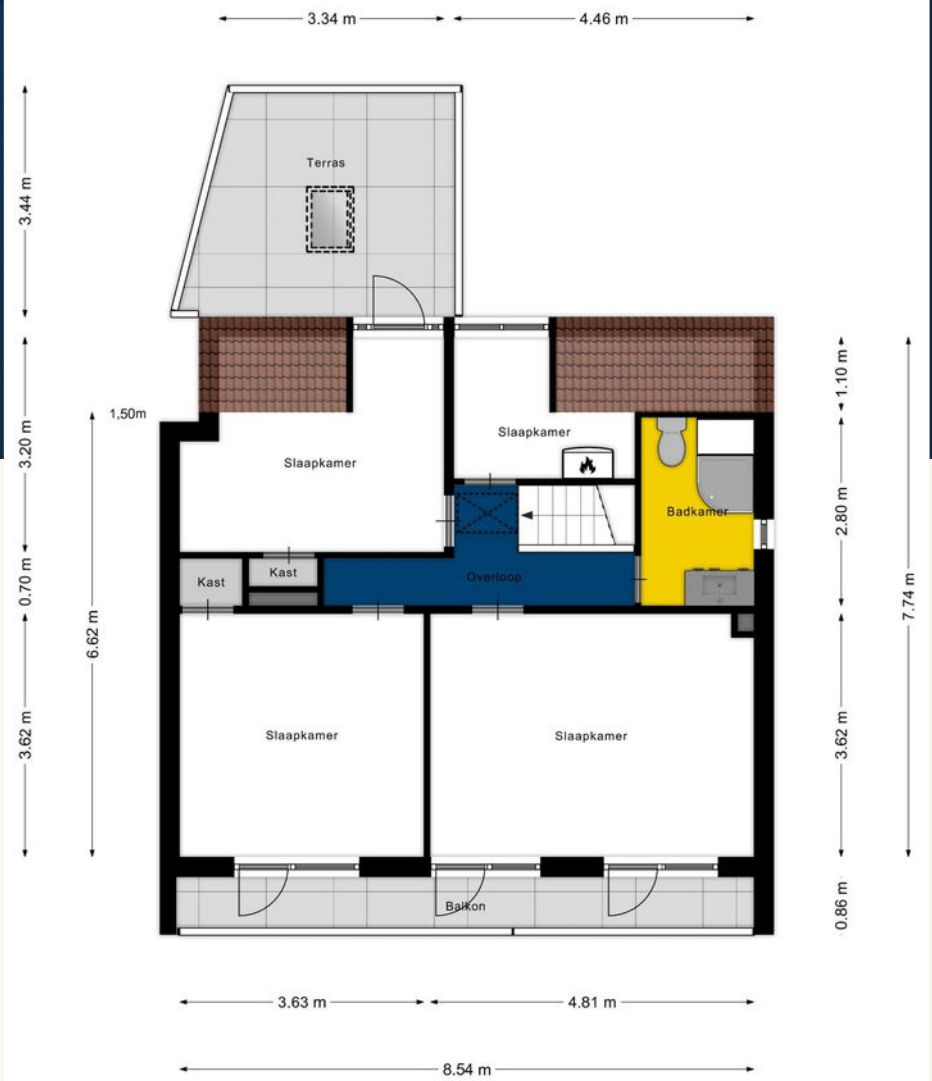 3.34 m
4.46 m
Terras
3.44 m
1,50m
1.10 m
3.20 m
Slaapkamer
Slaapkamer
Badkamer
2.80 m
Kast
Kast
Overloop
0.70 m
7.74 m
6.62 m
3.62 m
Slaapkamer
Slaapkamer
3.62 m
Balkon
0.86 m
3.63 m
4.81 m
8.54 m